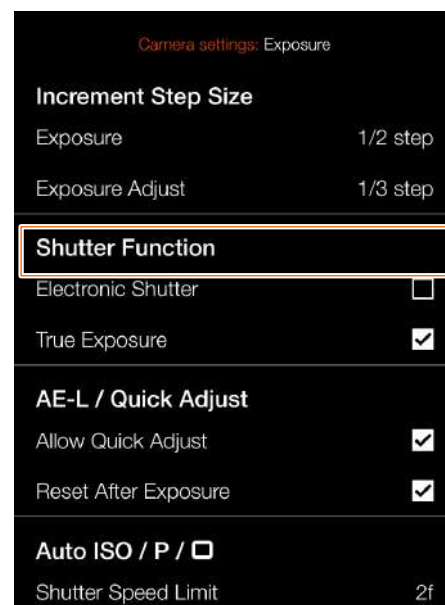 Camera settings: Exposure
Increment Step Size
Exposure 1/2 step
Exposure Adjust 1/3 step
Shutter Function
Electronic Shutter
True Exposure
AE-L / Quick Adjust
Allow Quick Adjust
Reset After Exposure
Auto ISO / P /
Shutter Speed Limit 2f